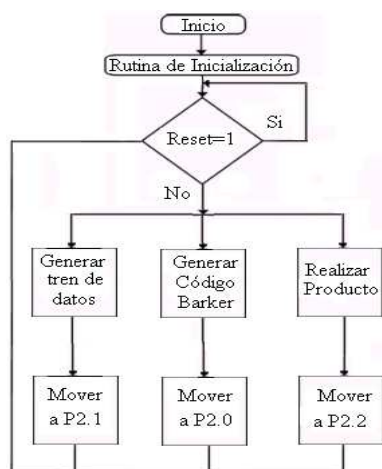 Inicio
Rutina de Inicialización
Reset=1
Si
No
Generar
tren de
datos
Generar
Código
Barker
Realizar
Producto
Mover
a P2.1
Mover
a P2.0
Mover
a P2.2